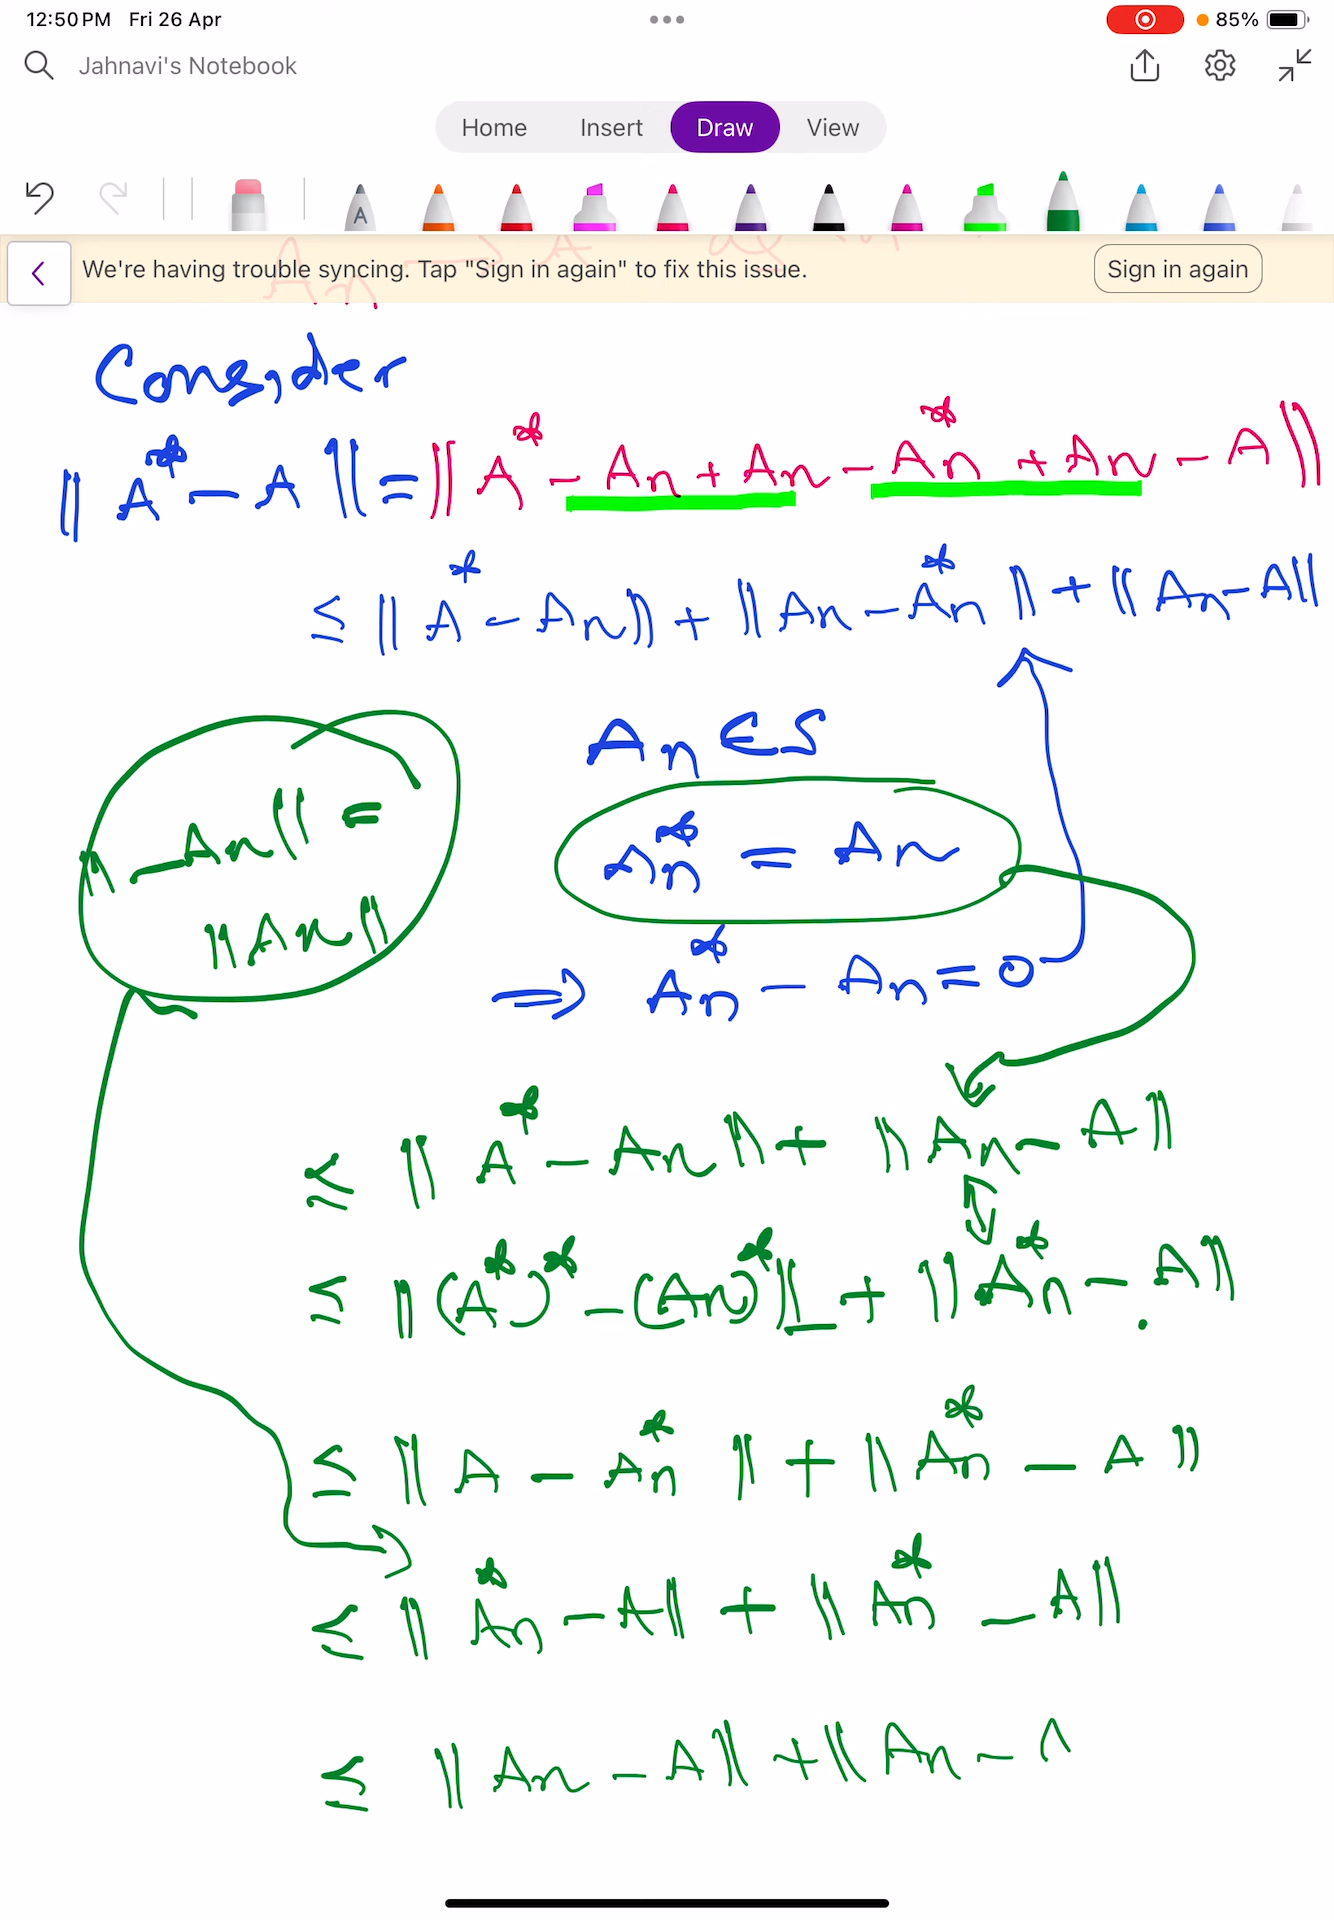 12:50 PM Fri 26 Apr
85%
Jahnavi's Notebook
Home Insert Draw View
A
An → A
We're having trouble syncing. Tap "Sign in again" to fix this issue.
Sign in again
Consider
|| A* - A || = || A* - An + An - An* + An - A ||
≤ || A* - An || + || An - An* || + || An - A ||
An ∈ S
|| -An || =
|| An ||
An* = An
⇒ An* - An = 0
≤ || A* - An || + || An - A ||
≤ || (A*)* - (An)* || + || An* - A ||
≤ || A - An* || + || An* - A ||
≤ || An* - A || + || An* - A ||
≤ || An - A || + || An -